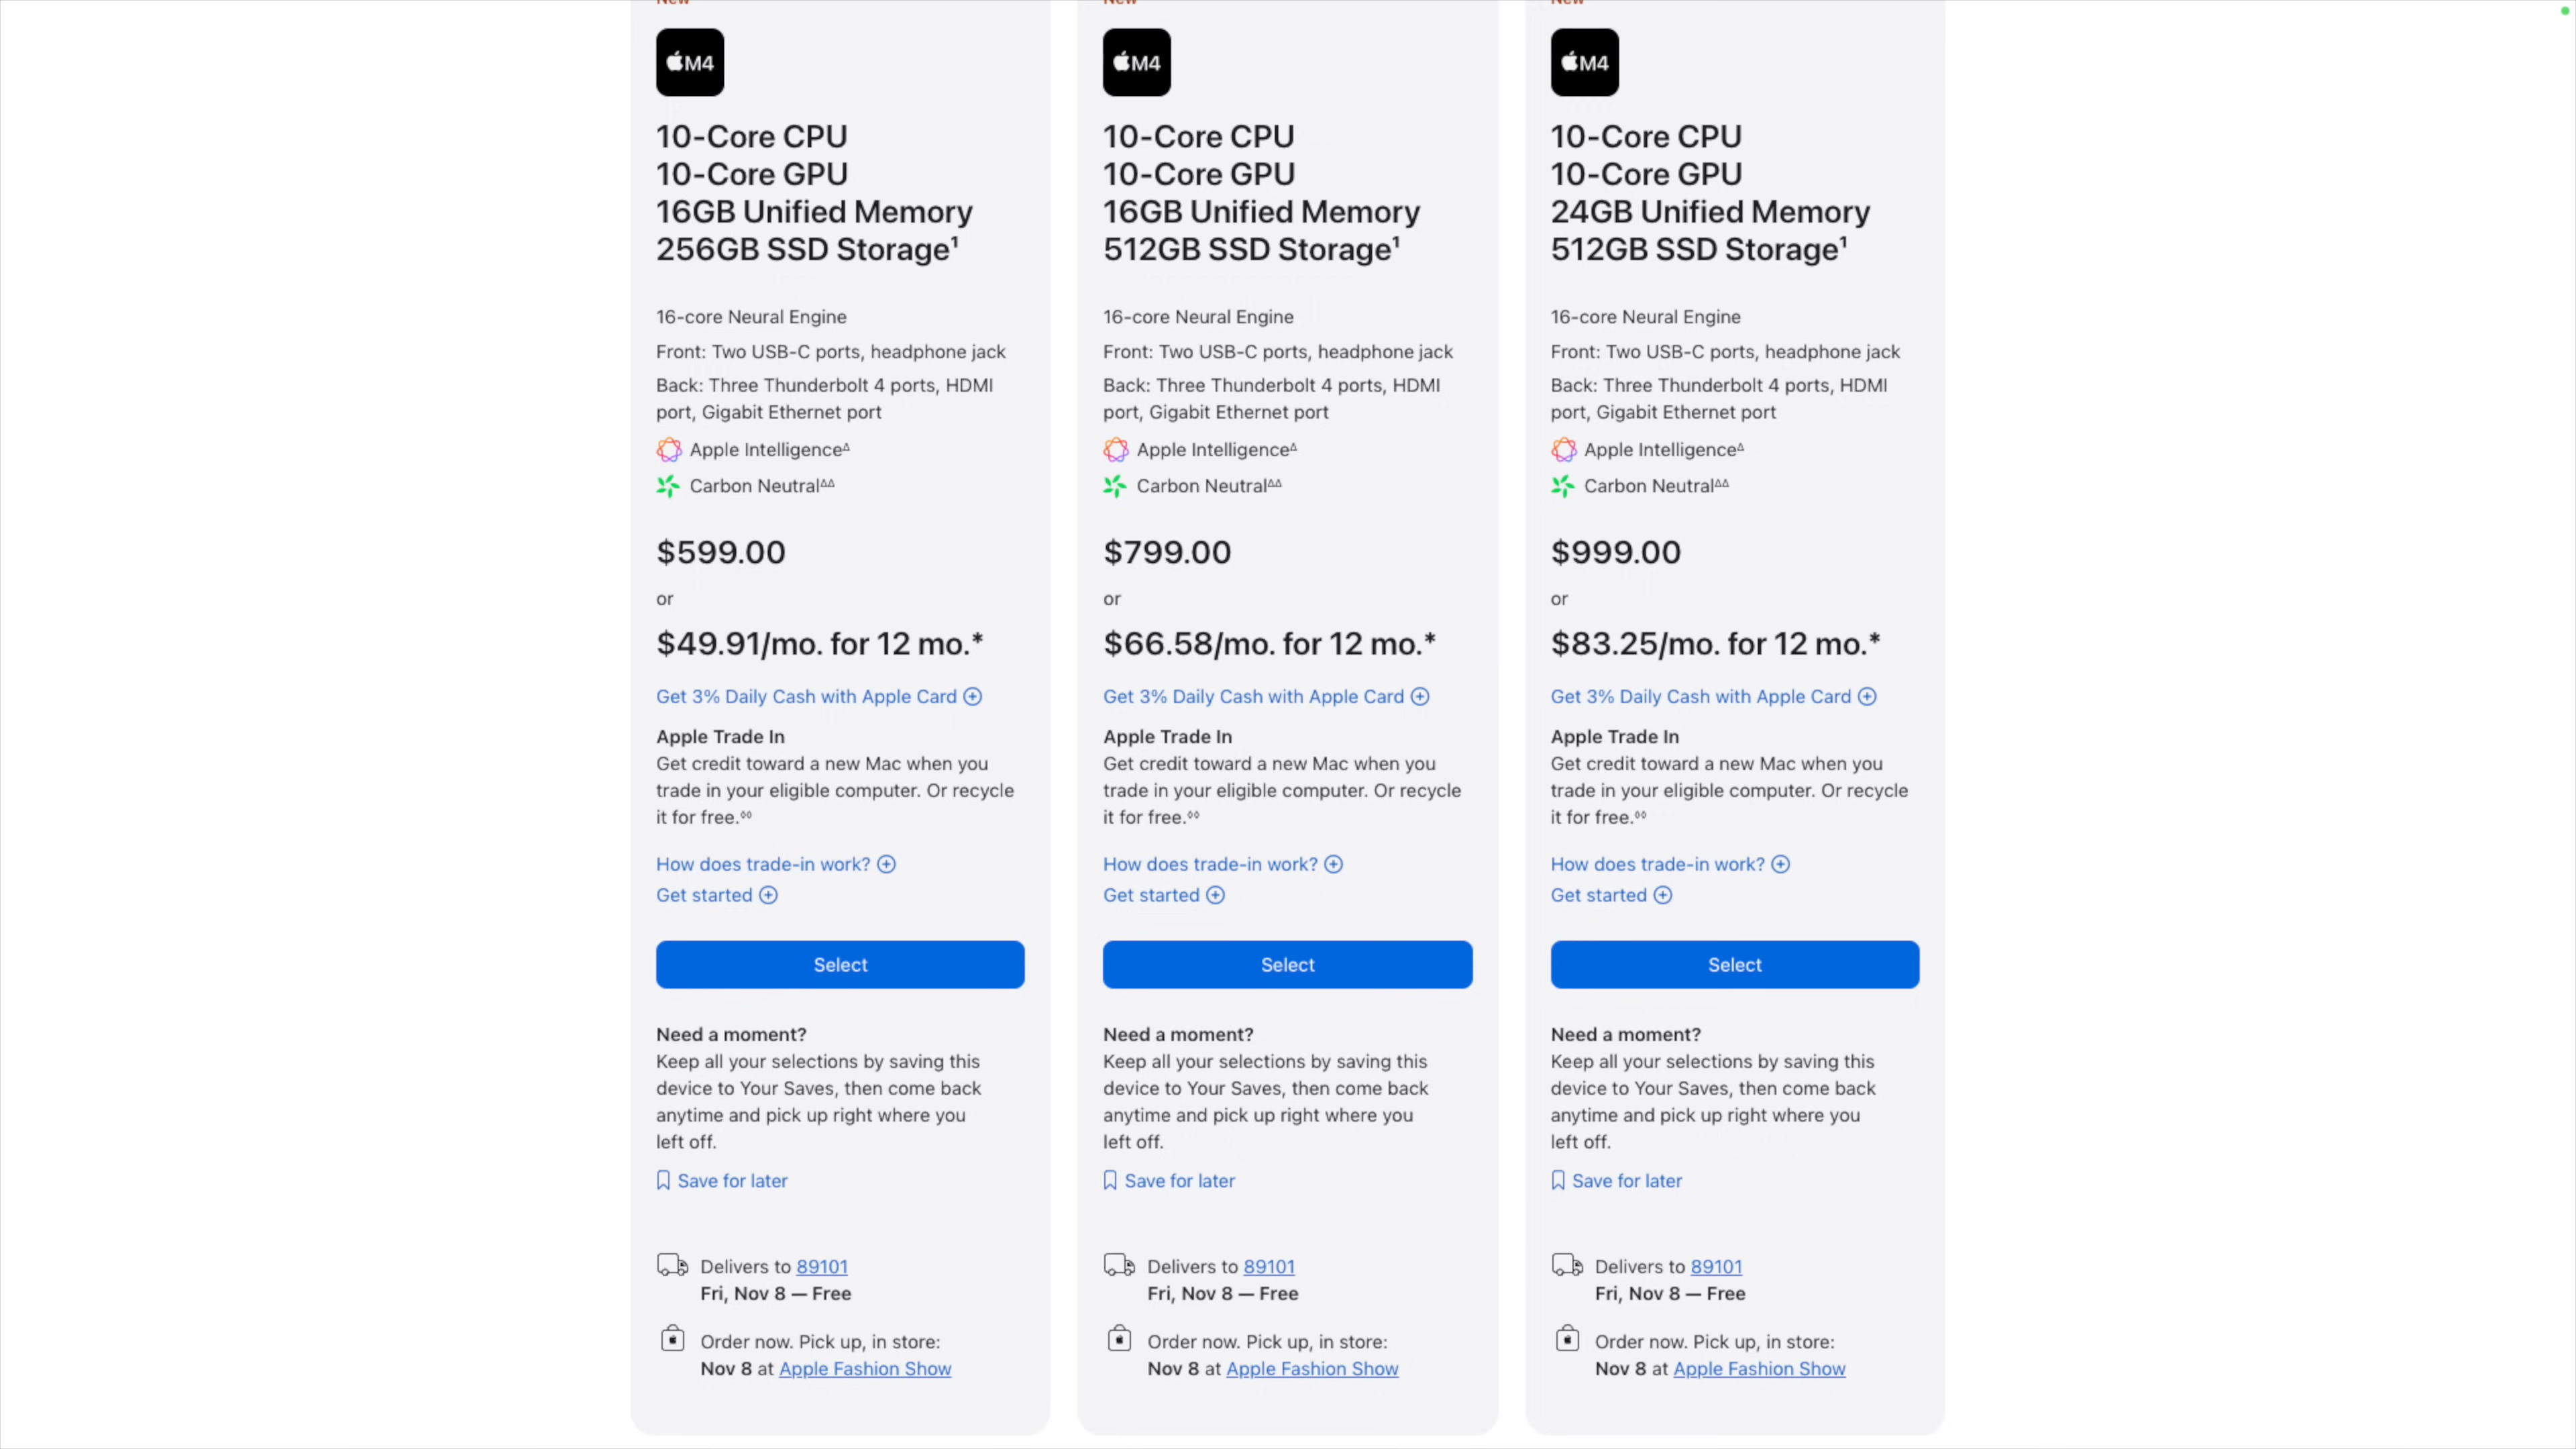 New
M4
10-Core CPU
10-Core GPU
16GB Unified Memory
256GB SSD Storage¹
16-core Neural Engine
Front: Two USB-C ports, headphone jack
Back: Three Thunderbolt 4 ports, HDMI
port, Gigabit Ethernet port
Apple Intelligence∆
Carbon Neutral∆∆
$599.00
or
$49.91/mo. for 12 mo.*
Get 3% Daily Cash with Apple Card
Apple Trade In
Get credit toward a new Mac when you
trade in your eligible computer. Or recycle
it for free.◊◊
How does trade-in work?
Get started
Select
Need a moment?
Keep all your selections by saving this
device to Your Saves, then come back
anytime and pick up right where you
left off.
Save for later
Delivers to 89101
Fri, Nov 8 — Free
Order now. Pick up, in store:
Nov 8 at Apple Fashion Show
New
M4
10-Core CPU
10-Core GPU
16GB Unified Memory
512GB SSD Storage¹
16-core Neural Engine
Front: Two USB-C ports, headphone jack
Back: Three Thunderbolt 4 ports, HDMI
port, Gigabit Ethernet port
Apple Intelligence∆
Carbon Neutral∆∆
$799.00
or
$66.58/mo. for 12 mo.*
Get 3% Daily Cash with Apple Card
Apple Trade In
Get credit toward a new Mac when you
trade in your eligible computer. Or recycle
it for free.◊◊
How does trade-in work?
Get started
Select
Need a moment?
Keep all your selections by saving this
device to Your Saves, then come back
anytime and pick up right where you
left off.
Save for later
Delivers to 89101
Fri, Nov 8 — Free
Order now. Pick up, in store:
Nov 8 at Apple Fashion Show
New
M4
10-Core CPU
10-Core GPU
24GB Unified Memory
512GB SSD Storage¹
16-core Neural Engine
Front: Two USB-C ports, headphone jack
Back: Three Thunderbolt 4 ports, HDMI
port, Gigabit Ethernet port
Apple Intelligence∆
Carbon Neutral∆∆
$999.00
or
$83.25/mo. for 12 mo.*
Get 3% Daily Cash with Apple Card
Apple Trade In
Get credit toward a new Mac when you
trade in your eligible computer. Or recycle
it for free.◊◊
How does trade-in work?
Get started
Select
Need a moment?
Keep all your selections by saving this
device to Your Saves, then come back
anytime and pick up right where you
left off.
Save for later
Delivers to 89101
Fri, Nov 8 — Free
Order now. Pick up, in store:
Nov 8 at Apple Fashion Show